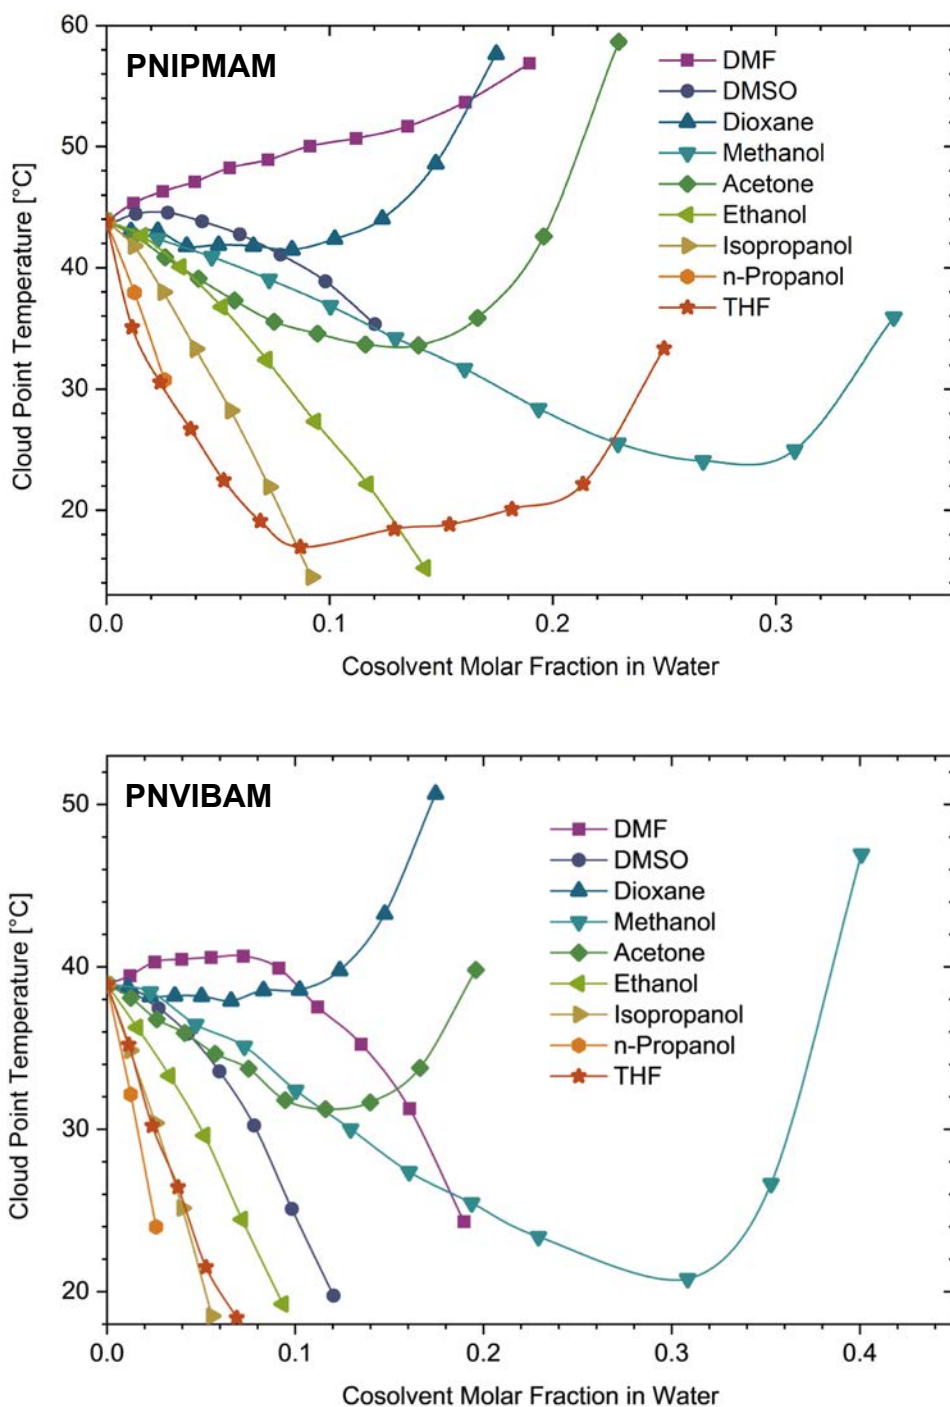 PNIPMAM
60
50
40
30
20
Cloud Point Temperature [°C]
DMF
DMSO
Dioxane
Methanol
Acetone
Ethanol
Isopropanol
n-Propanol
THF
0.0 0.1 0.2 0.3
Cosolvent Molar Fraction in Water
PNVIBAM
50
40
30
20
Cloud Point Temperature [°C]
DMF
DMSO
Dioxane
Methanol
Acetone
Ethanol
Isopropanol
n-Propanol
THF
0.0 0.1 0.2 0.3 0.4
Cosolvent Molar Fraction in Water